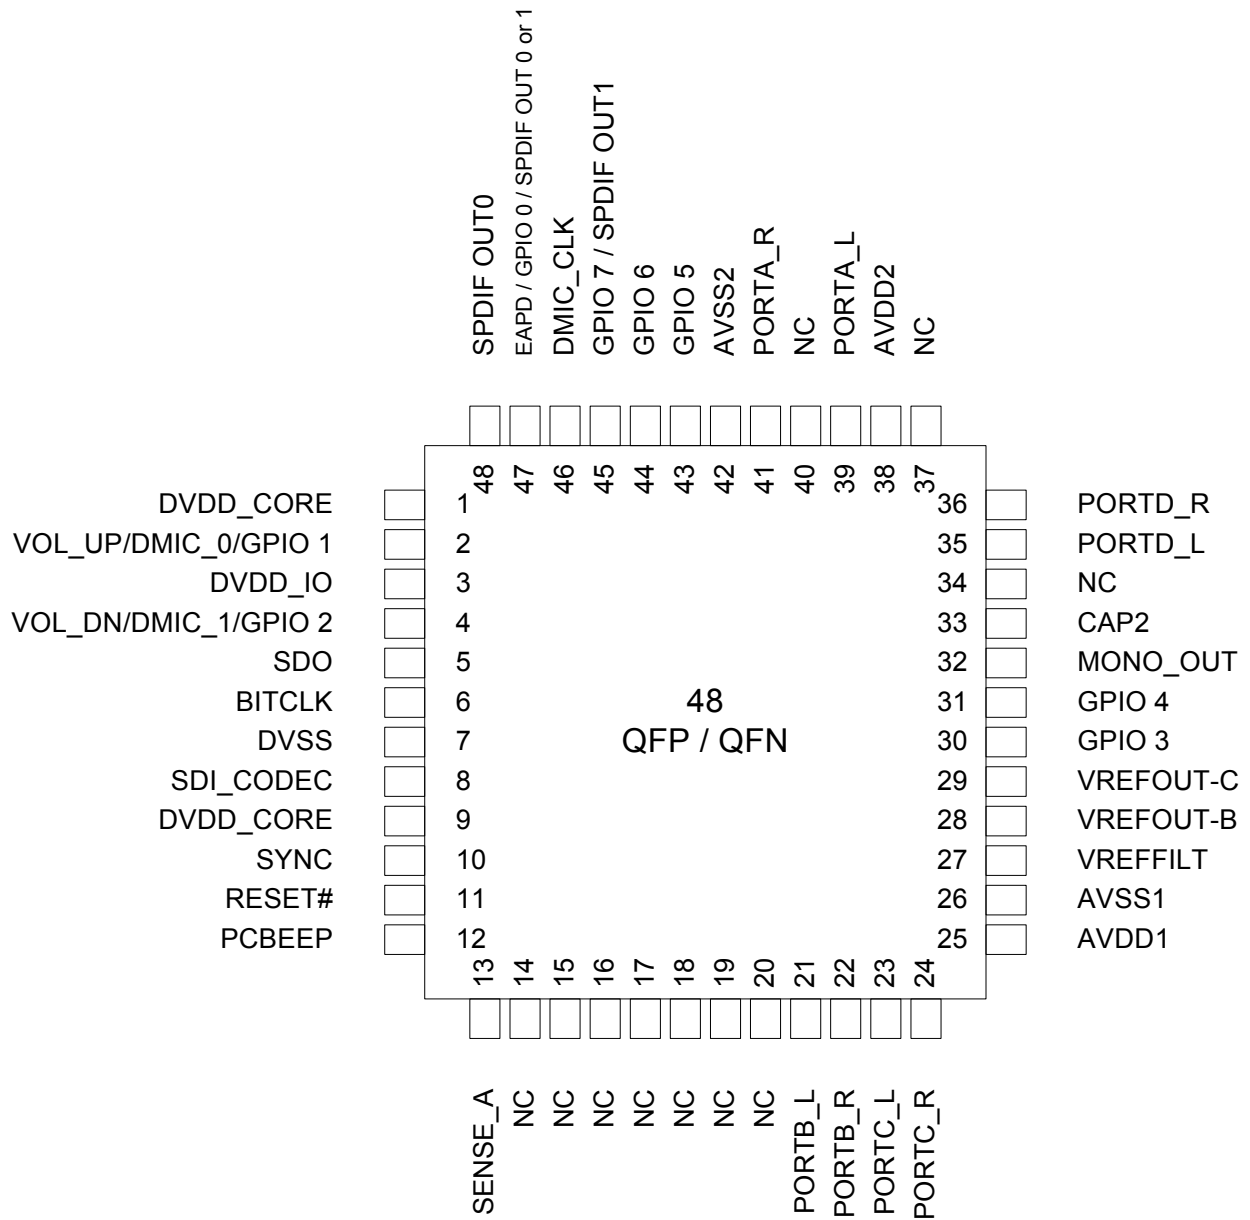 SPDIF OUT0
EAPD / GPIO 0 / SPDIF OUT 0 or 1
DMIC_CLK
GPIO 7 / SPDIF OUT1
GPIO 6
GPIO 5
AVSS2
PORTA_R
NC
PORTA_L
AVDD2
NC
48
47
46
45
44
43
42
41
40
39
38
37
DVDD_CORE 1
VOL_UP/DMIC_0/GPIO 1 2
DVDD_IO 3
VOL_DN/DMIC_1/GPIO 2 4
SDO 5
BITCLK 6
DVSS 7
SDI_CODEC 8
DVDD_CORE 9
SYNC 10
RESET# 11
PCBEEP 12
48
QFP / QFN
36 PORTD_R
35 PORTD_L
34 NC
33 CAP2
32 MONO_OUT
31 GPIO 4
30 GPIO 3
29 VREFOUT-C
28 VREFOUT-B
27 VREFFILT
26 AVSS1
25 AVDD1
13
14
15
16
17
18
19
20
21
22
23
24
SENSE_A
NC
NC
NC
NC
NC
NC
NC
PORTB_L
PORTB_R
PORTC_L
PORTC_R